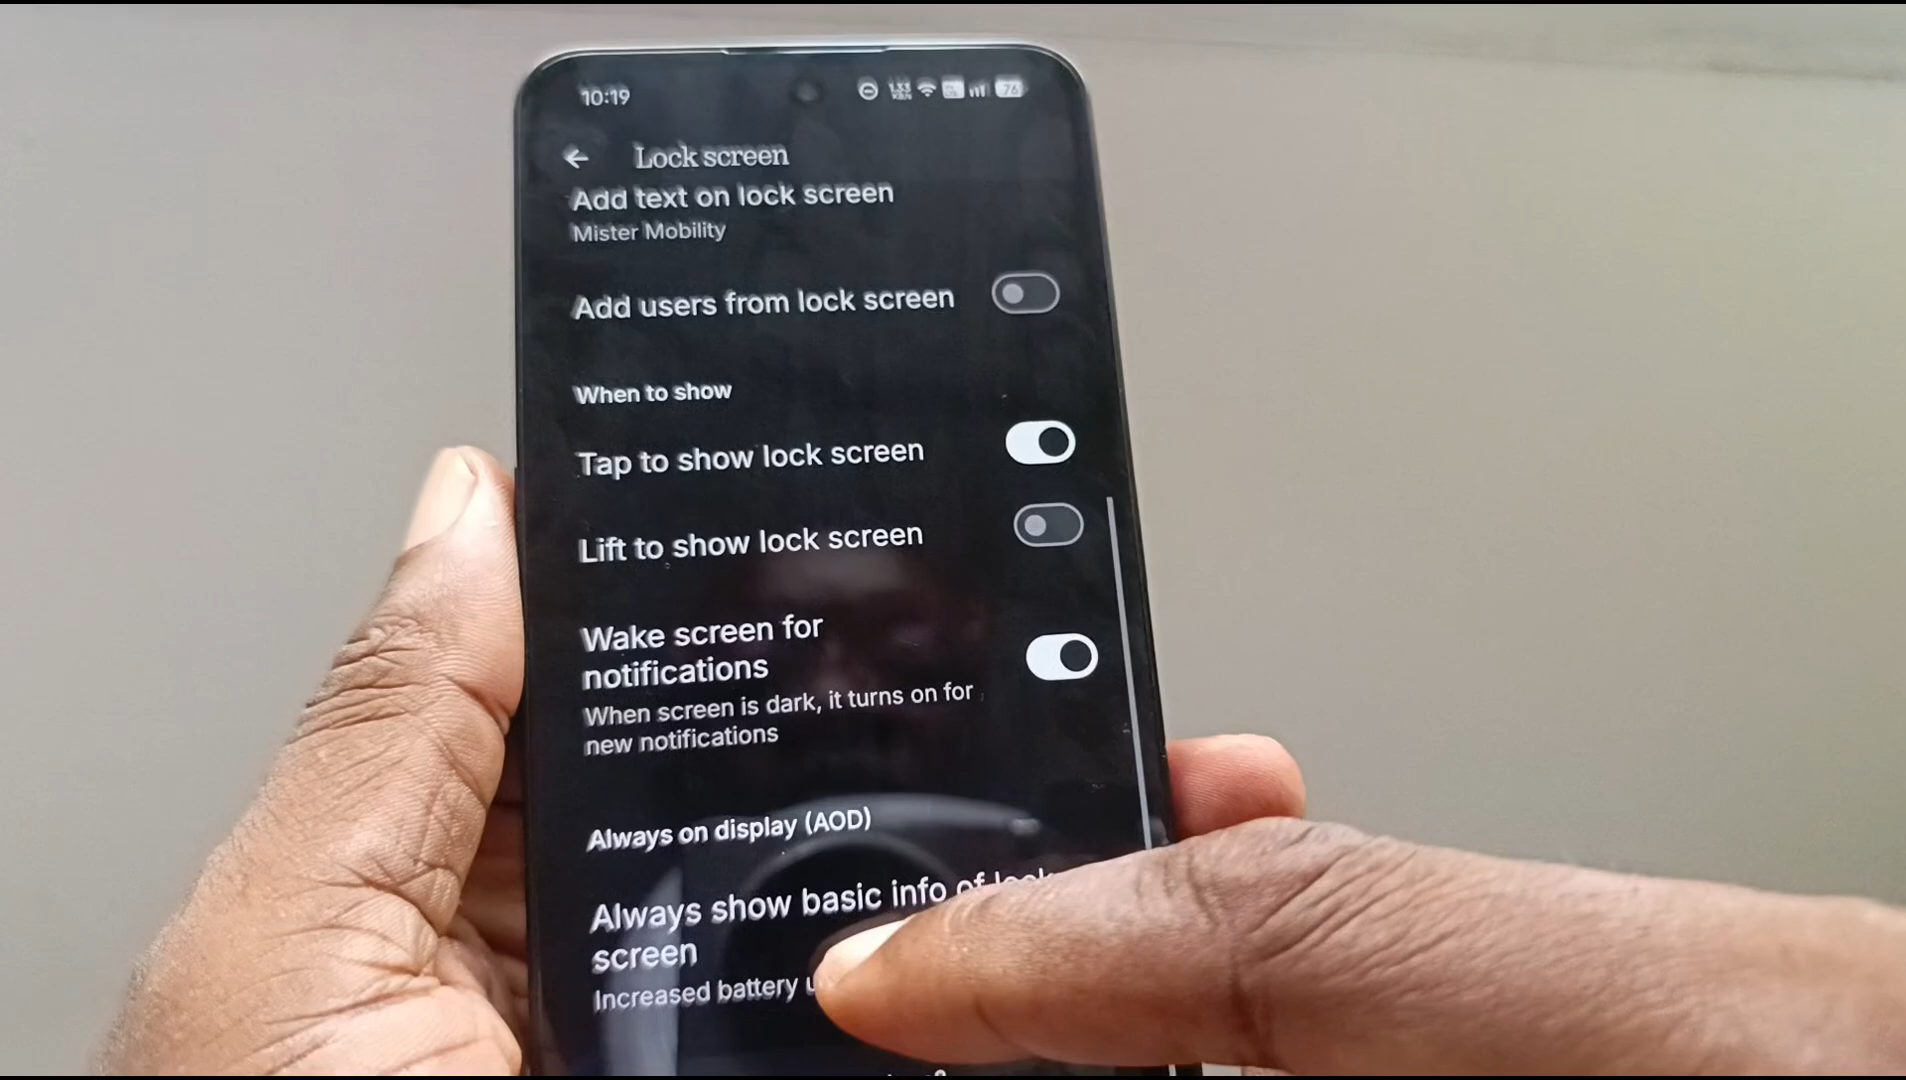 10:19
76
Lock screen
Add text on lock screen
Mister Mobility
Add users from lock screen
When to show
Tap to show lock screen
Lift to show lock screen
Wake screen for
notifications
When screen is dark, it turns on for
new notifications
Always on display (AOD)
Always show basic info of lock
screen
Increased battery